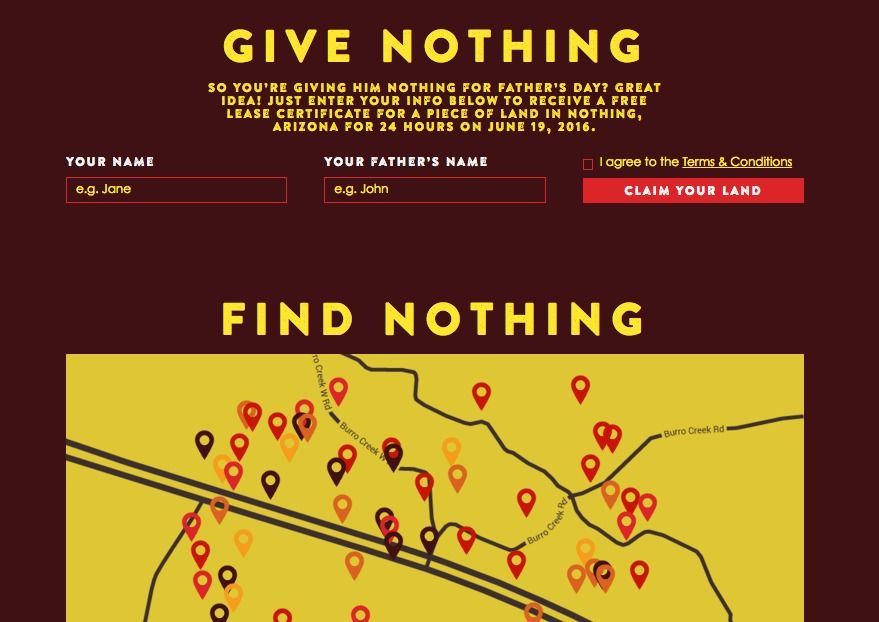 GIVE NOTHING
SO YOU'RE GIVING HIM NOTHING FOR FATHER'S DAY? GREAT
IDEA! JUST ENTER YOUR INFO BELOW TO RECEIVE A FREE
LEASE CERTIFICATE FOR A PIECE OF LAND IN NOTHING,
ARIZONA FOR 24 HOURS ON JUNE 19, 2016.
YOUR NAME
e.g. Jane
YOUR FATHER'S NAME
e.g. John
I agree to the Terms & Conditions
CLAIM YOUR LAND
FIND NOTHING
ro Creek W Rd
Burro Creek W
Burro Creek Rd
Burro Creek Rd